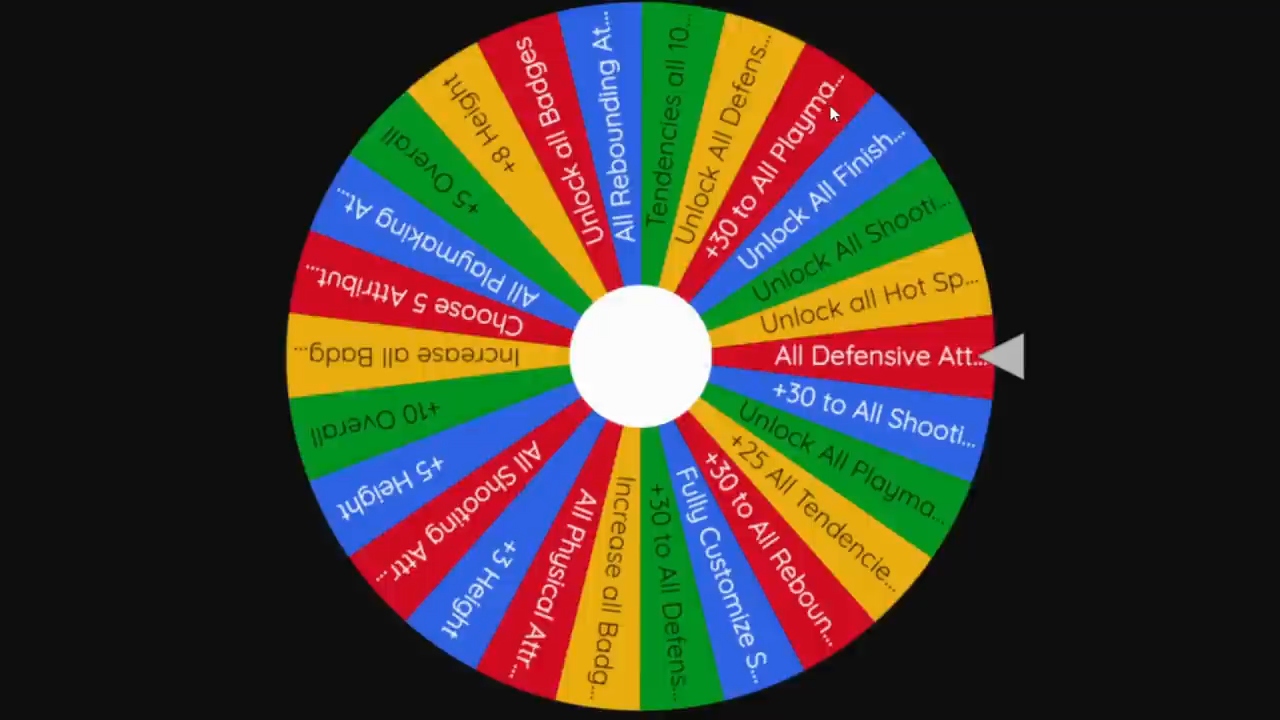 All Defensive Att...
+30 to All Shooti...
Unlock All Playma...
+25 All Tendencie...
+30 to All Reboun...
Fully Customize S...
+30 to All Defens...
Increase all Badg...
All Physical Attr...
+3 Height
All Shooting Attr...
+5 Height
+10 Overall
Increase all Badg...
Choose 5 Attribut...
All Playmaking At...
+5 Overall
+8 Height
Unlock all Badges
All Rebounding At...
Tendencies all 10...
Unlock All Defens...
+30 to All Playma...
Unlock All Finish...
Unlock All Shooti...
Unlock all Hot Sp...